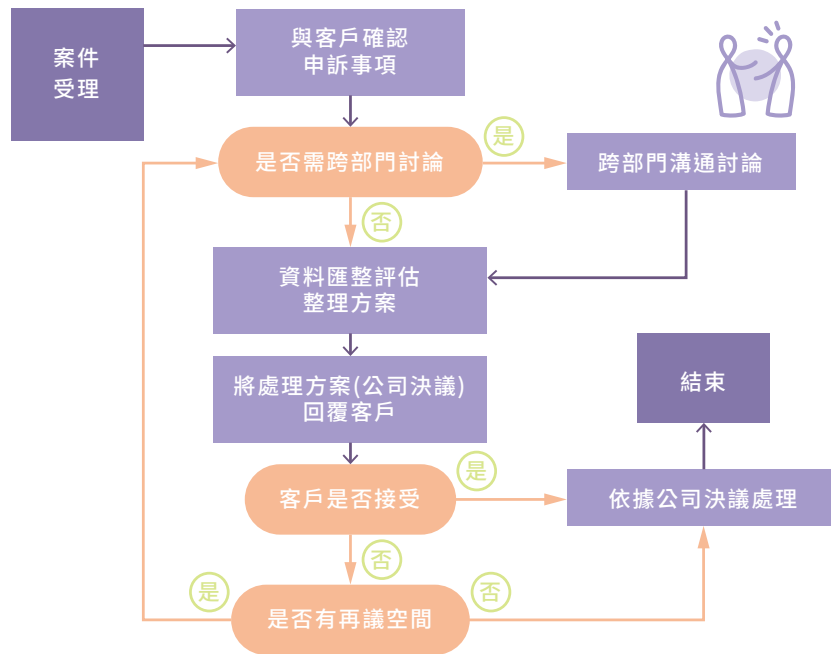 案件
受理
與客戶確認
申訴事項
是否需跨部門討論
是
跨部門溝通討論
否
資料匯整評估
整理方案
將處理方案(公司決議)
回覆客戶
結束
客戶是否接受
是
依據公司決議處理
否
是
是否有再議空間
否